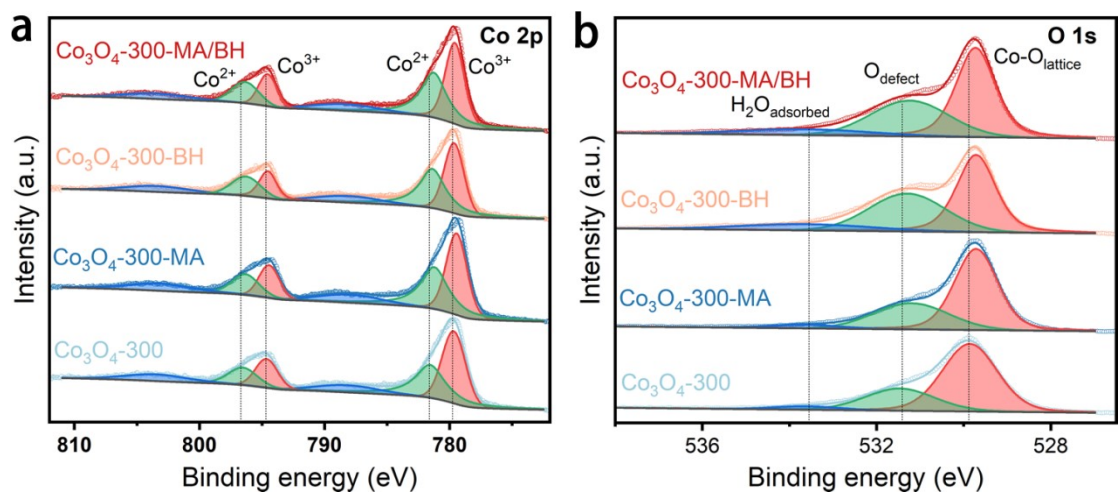 a
Co 2p
Co₃O₄-300-MA/BH
Co²⁺
Co³⁺
Co²⁺
Co³⁺
Co₃O₄-300-BH
Co₃O₄-300-MA
Co₃O₄-300
Intensity (a.u.)
810
800
790
780
Binding energy (eV)
b
O 1s
Co₃O₄-300-MA/BH
H₂Oadsorbed
Odefect
Co-Olattice
Co₃O₄-300-BH
Co₃O₄-300-MA
Co₃O₄-300
Intensity (a.u.)
536
532
528
Binding energy (eV)